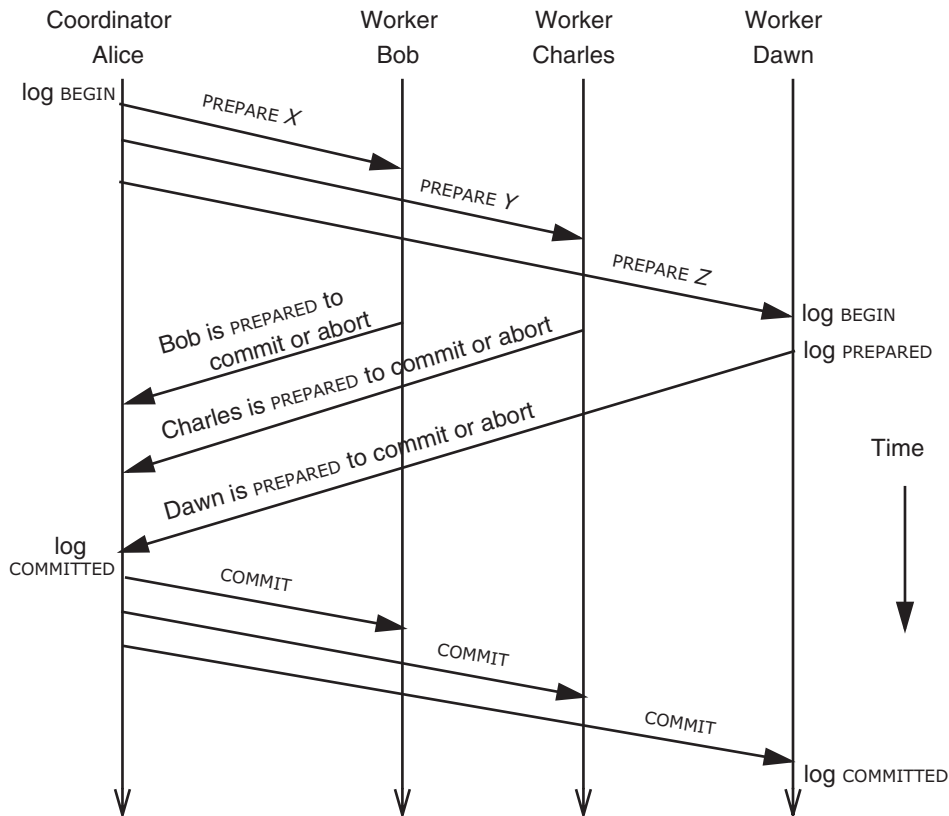 Coordinator
Alice
Worker
Bob
Worker
Charles
Worker
Dawn
log BEGIN
PREPARE X
PREPARE Y
PREPARE Z
log BEGIN
Bob is PREPARED to
commit or abort
log PREPARED
Charles is PREPARED to commit or abort
Dawn is PREPARED to commit or abort
Time
log
COMMITTED
COMMIT
COMMIT
COMMIT
log COMMITTED